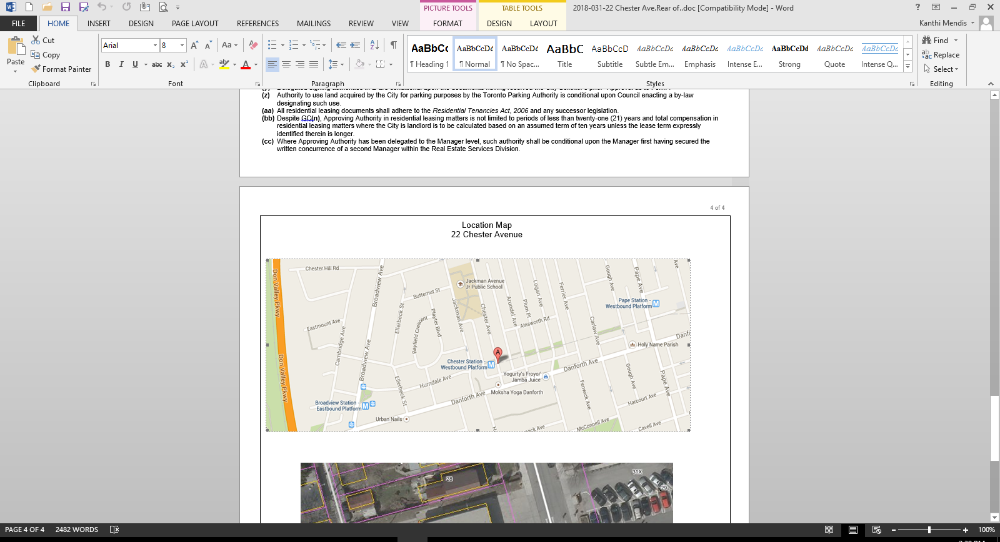 PICTURE TOOLS
TABLE TOOLS
2018-031-22 Chester Ave.Rear of..doc [Compatibility Mode] - Word
?
FILE
HOME
INSERT
DESIGN
PAGE LAYOUT
REFERENCES
MAILINGS
REVIEW
VIEW
FORMAT
DESIGN
LAYOUT
Kanthi Mendis
Paste
Cut
Copy
Format Painter
Clipboard
Arial
8
Font
Paragraph
AaBbCc
AaBbCcDd
AaBbCcDd
AaBbC
AaBbCcD
AaBbCcDc
AaBbCcDc
AaBbCcDc
AaBbCcDd
AaBbCcDc
AaBbCcDc
¶ Heading 1
¶ Normal
¶ No Spac...
Title
Subtitle
Subtle Em...
Emphasis
Intense E...
Strong
Quote
Intense Q...
Styles
Find
Replace
Select
Editing
(z) Authority to use land acquired by the City for parking purposes by the Toronto Parking Authority is conditional upon Council enacting a by-law
designating such use.
(aa) All residential leasing documents shall adhere to the Residential Tenancies Act, 2006 and any successor legislation.
(bb) Despite GC(n), Approving Authority in residential leasing matters is not limited to periods of less than twenty-one (21) years and total compensation in
residential leasing matters where the City is landlord is to be calculated based on an assumed term of ten years unless the lease term expressly
identified therein is longer.
(cc) Where Approving Authority has been delegated to the Manager level, such authority shall be conditional upon the Manager first having secured the
written concurrence of a second Manager within the Real Estate Services Division.
4 of 4
Location Map
22 Chester Avenue
Chester Hill Rd
Don Valley Pkwy
Broadview Ave
Butternut St
Jackman Avenue
Jr Public School
Jackman Ave
Chester Ave
Arundel Ave
Plum Pl
Logan Ave
Ferrier Ave
Gough Ave
Pape Ave
Ave
Pape Station -
Westbound Platform
Eastmount Ave
Cambridge Ave
Ellerbeck St
Bayfield Crescent
Playter Blvd
Ainsworth Rd
Carlaw Ave
Danfo
Holy Name Parish
A
Chester Station -
Westbound Platform
Broadview Ave
Don Valley Pkwy
Ellerbeck St
Hurndale Ave
Yogurty's Froyo/
Jamba Juice
Danforth Ave
Moksha Yoga Danforth
Danforth Ave
Fenwick Ave
Gough Ave
Pape Ave
Harcourt Ave
Broadview Station -
Eastbound Platform
Urban Nails
McConnell Ave
Cavell Ave
28
31X
29
PAGE 4 OF 4
2482 WORDS
100%